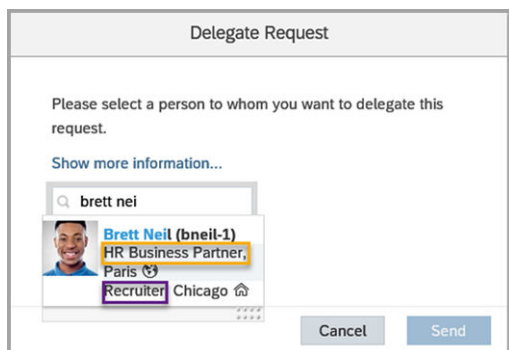 Delegate Request
Please select a person to whom you want to delegate this
request.
Show more information...
brett nei
Brett Neil (bneil-1)
HR Business Partner,
Paris
Recruiter, Chicago
Cancel
Send